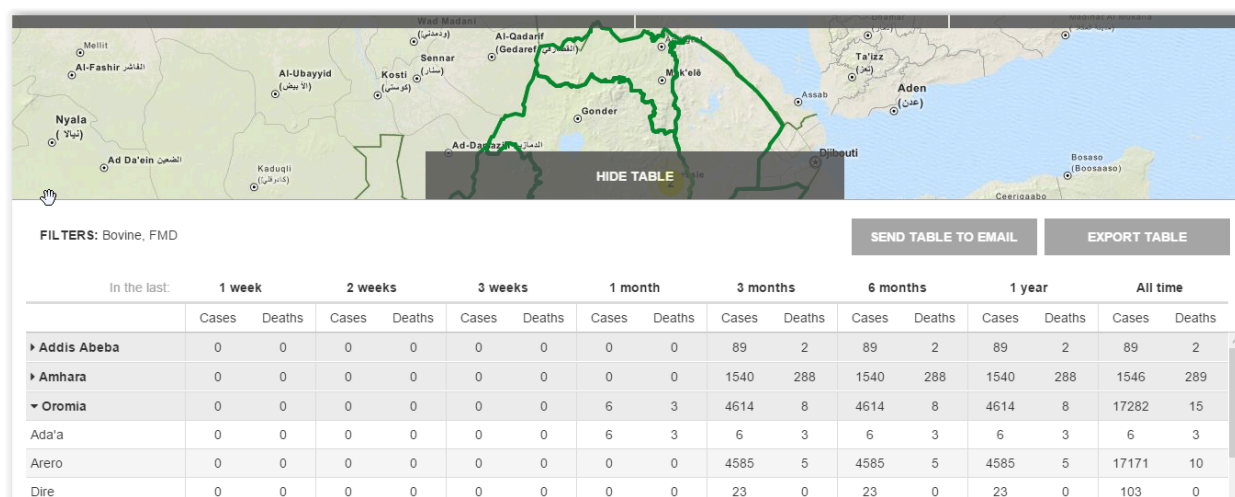 Wad Madani
(ودمدني)
Al-Qadarif
(Gedaref
Mellit
Al-Fashir الفاشر
Al-Ubayyid
(الا بيض)
Kosti
(كوستي)
Sennar
(سنار)
Mek'elē
Ta'izz
(تعز)
Assab
Aden
(عدن)
Nyala
(نيالا )
Gonder
Ad Da'ein الضعين
Kaduqli
(كادوقلي)
Djibouti
Bosaso
(Boosaaso)
Ceerigaabo
HIDE TABLE
2
FILTERS: Bovine, FMD
SEND TABLE TO EMAIL
EXPORT TABLE
In the last: 1 week 2 weeks 3 weeks 1 month 3 months 6 months 1 year All time
Cases Deaths Cases Deaths Cases Deaths Cases Deaths Cases Deaths Cases Deaths Cases Deaths Cases Deaths
Addis Abeba 0 0 0 0 0 0 0 0 89 2 89 2 89 2 89 2
Amhara 0 0 0 0 0 0 0 0 1540 288 1540 288 1540 288 1546 289
Oromia 0 0 0 0 0 0 6 3 4614 8 4614 8 4614 8 17282 15
Ada'a 0 0 0 0 0 0 6 3 6 3 6 3 6 3 6 3
Arero 0 0 0 0 0 0 0 0 4585 5 4585 5 4585 5 17171 10
Dire 0 0 0 0 0 0 0 0 23 0 23 0 23 0 103 0